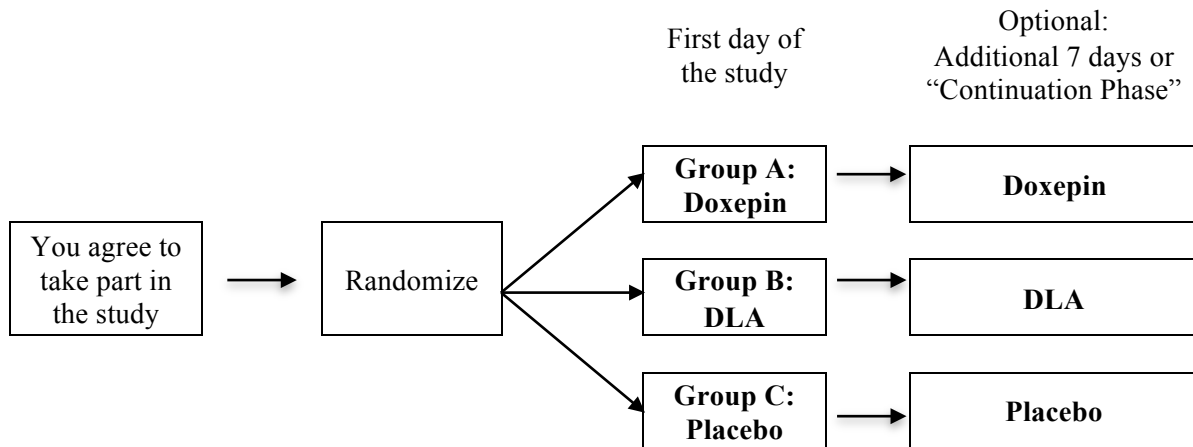 First day of
the study
Optional:
Additional 7 days or
“Continuation Phase”
You agree to
take part in
the study
Randomize
Group A:
Doxepin
Doxepin
Group B:
DLA
DLA
Group C:
Placebo
Placebo